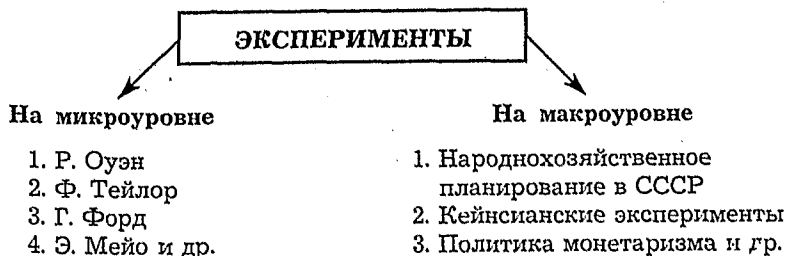 ЭКСПЕРИМЕНТЫ
На микроуровне
1. Р. Оуэн
2. Ф. Тейлор
3. Г. Форд
4. Э. Мейо и др.
На макроуровне
1. Народнохозяйственное
планирование в СССР
2. Кейнсианские эксперименты
3. Политика монетаризма и др.